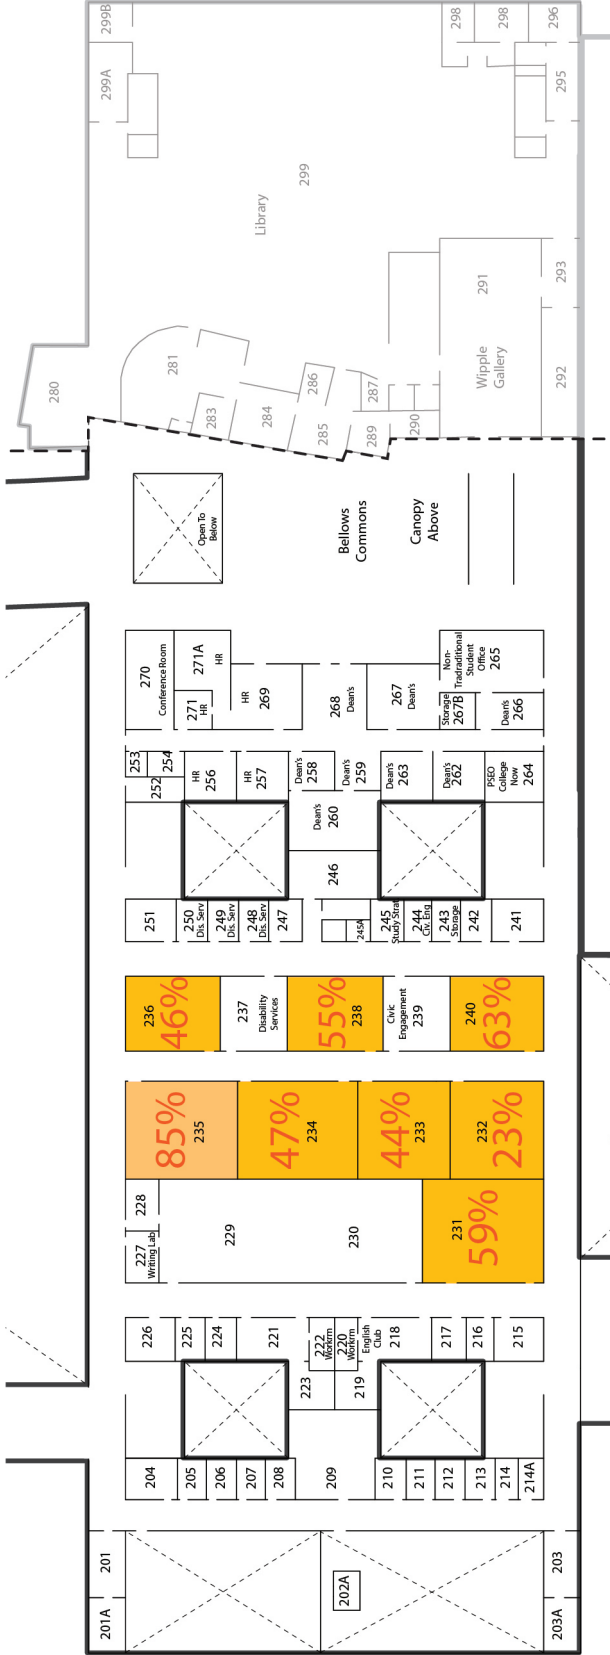 299B
299A
298
298
296
295
299
Library
291
293
Wipple
Gallery
292
280
281
283
284
285
286
287
289
290
Open To
Below
Bellows
Commons
Canopy
Above
270
Conference Room
271A
HR
271
HR
HR
269
268
Dean's
267
Dean's
Non-
Tradraditional
Student
Office
265
Storage
267B
Dean's
266
253
254
252
HR
256
HR
257
Dean's
258
Dean's
259
Dean's
263
Dean's
262
PSEO
College
Now
264
Dean's
260
246
251
250
Dis. Serv
249
Dis. Serv
248
Dis. Serv
247
245A
245
Study Strat
244
Civ. Eng
243
Storage
242
241
236
46%
237
Disability
Services
55%
238
Civic
Engagement
239
240
63%
85%
235
47%
234
44%
233
232
23%
228
227
Writing Lab
229
230
231
59%
226
225
224
221
222
Workrm
220
Workrm
English
Club
218
217
216
215
223
219
204
205
206
207
208
209
210
211
212
213
214
214A
201
201A
202A
203
203A